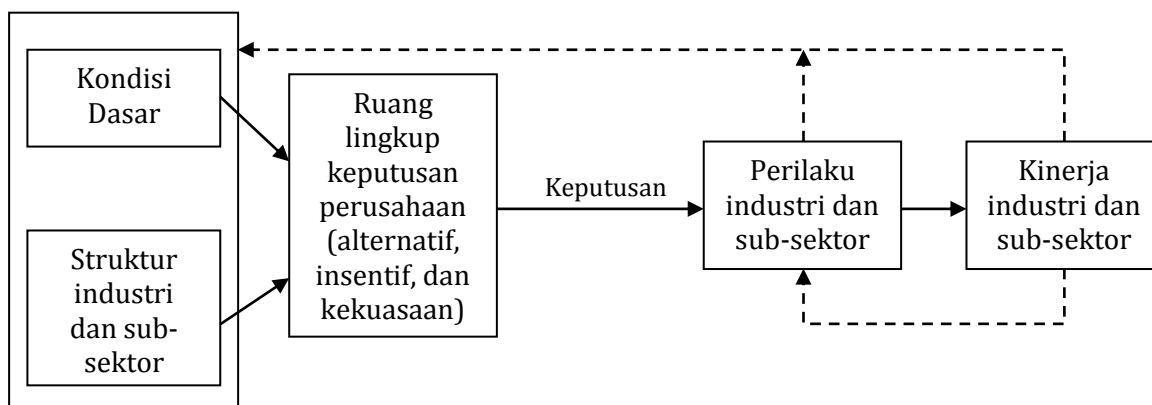 Kondisi
Dasar
Struktur
industri
dan sub-
sektor
Ruang
lingkup
keputusan
perusahaan
(alternatif,
insentif, dan
kekuasaan)
Keputusan
Perilaku
industri dan
sub-sektor
Kinerja
industri dan
sub-sektor